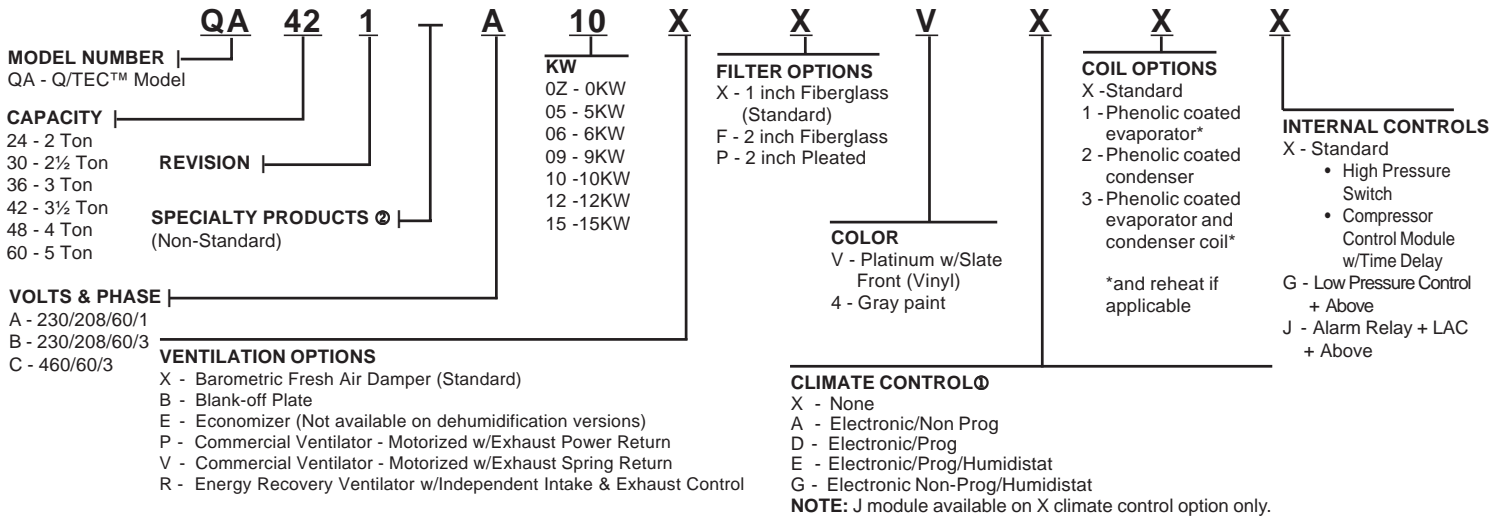 QA 42 1 — A 10 X X V X X X
MODEL NUMBER
QA - Q/TEC™ Model
CAPACITY
24 - 2 Ton
30 - 2½ Ton
36 - 3 Ton
42 - 3½ Ton
48 - 4 Ton
60 - 5 Ton
REVISION
SPECIALTY PRODUCTS ②
(Non-Standard)
VOLTS & PHASE
A - 230/208/60/1
B - 230/208/60/3
C - 460/60/3
KW
0Z - 0KW
05 - 5KW
06 - 6KW
09 - 9KW
10 -10KW
12 -12KW
15 -15KW
VENTILATION OPTIONS
X - Barometric Fresh Air Damper (Standard)
B - Blank-off Plate
E - Economizer (Not available on dehumidification versions)
P - Commercial Ventilator - Motorized w/Exhaust Power Return
V - Commercial Ventilator - Motorized w/Exhaust Spring Return
R - Energy Recovery Ventilator w/Independent Intake & Exhaust Control
FILTER OPTIONS
X - 1 inch Fiberglass
(Standard)
F - 2 inch Fiberglass
P - 2 inch Pleated
COLOR
V - Platinum w/Slate
Front (Vinyl)
4 - Gray paint
CLIMATE CONTROL①
X - None
A - Electronic/Non Prog
D - Electronic/Prog
E - Electronic/Prog/Humidistat
G - Electronic Non-Prog/Humidistat
NOTE: J module available on X climate control option only.
COIL OPTIONS
X -Standard
1 -Phenolic coated
evaporator*
2 -Phenolic coated
condenser
3 -Phenolic coated
evaporator and
condenser coil*
*and reheat if
applicable
INTERNAL CONTROLS
X - Standard
• High Pressure
Switch
• Compressor
Control Module
w/Time Delay
G - Low Pressure Control
+ Above
J - Alarm Relay + LAC
+ Above